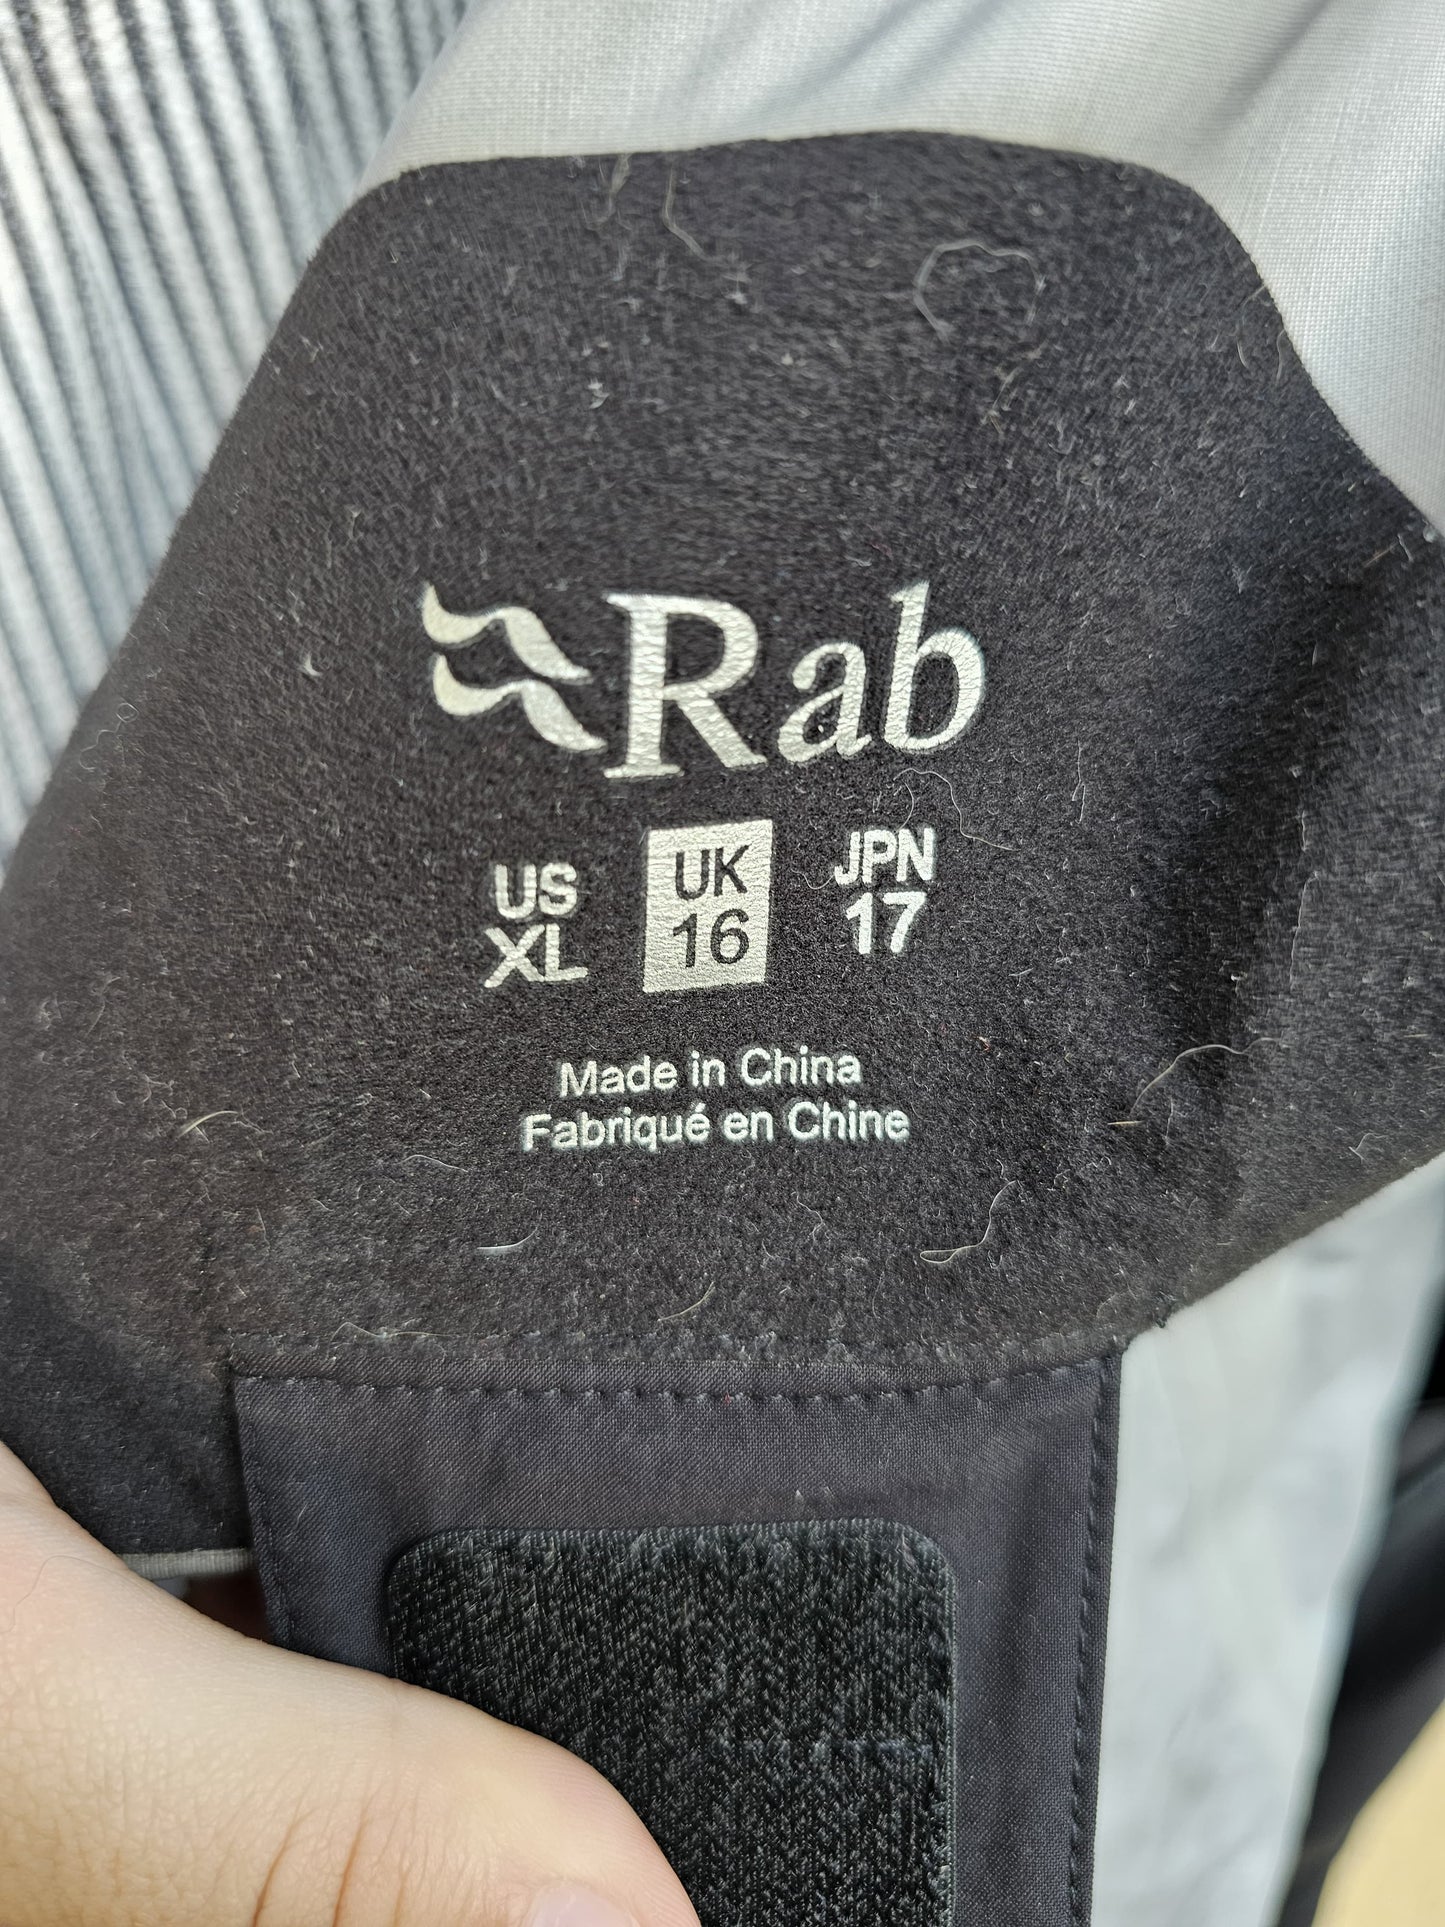 Rab
US UK JPN
XL 16 17
Made in China
Fabriqué en Chine